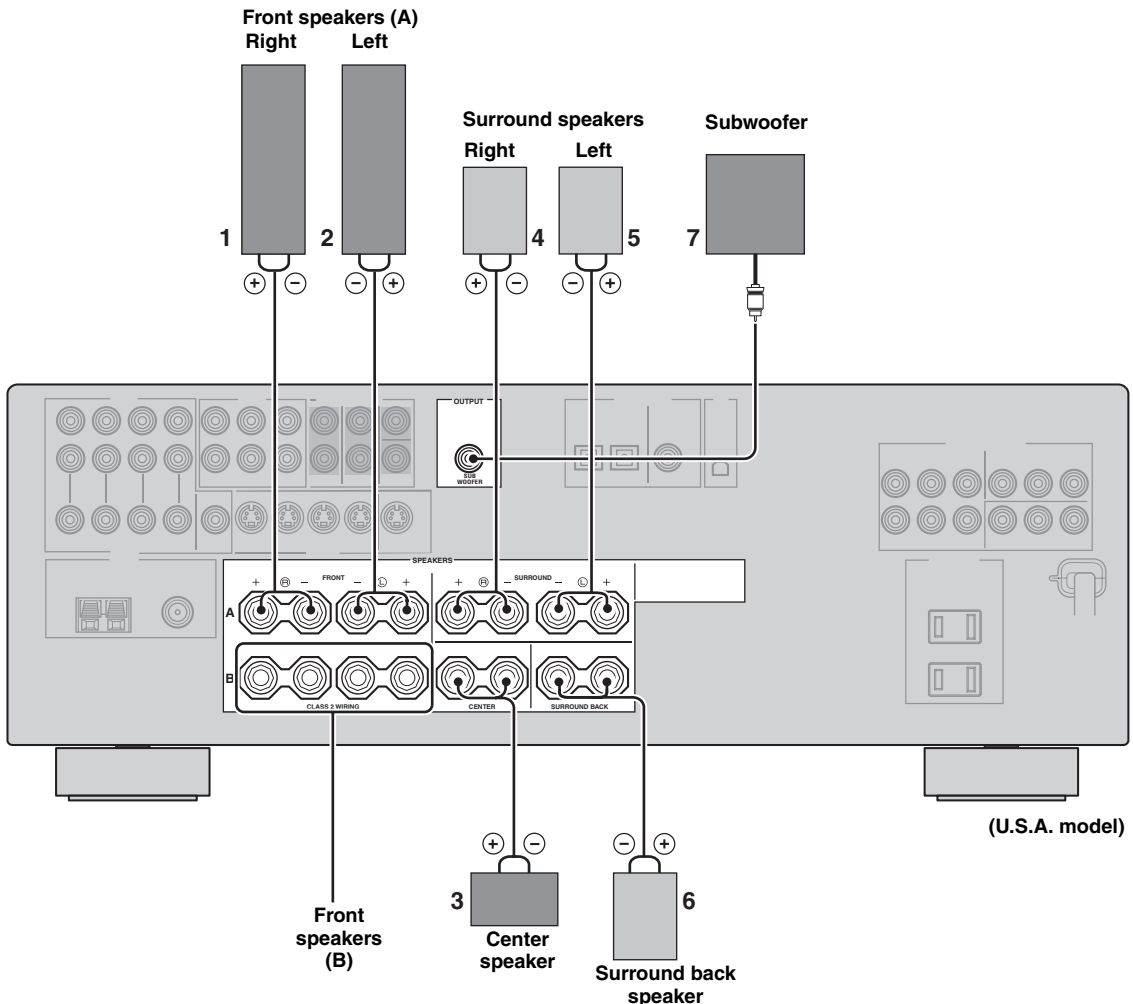 Front speakers (A)
Right Left
Surround speakers
Right Left
Subwoofer
1 2 4 5 7
+ − − + + − − +
OUTPUT
SUB
WOOFER
SPEAKERS
+ R − FRONT − L + + R − SURROUND − L +
A
B
CLASS 2 WIRING CENTER SURROUND BACK
(U.S.A. model)
+ − − +
3 6
Front
speakers
(B)
Center
speaker
Surround back
speaker